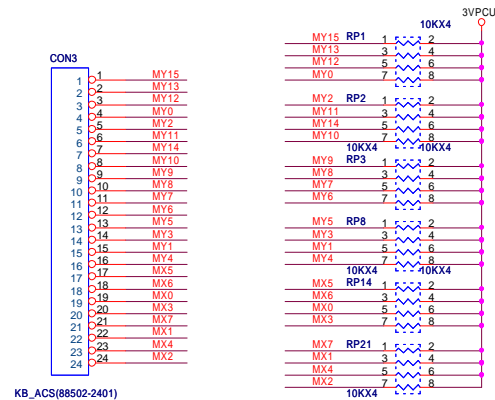 3VPCU
10KX4
MY15 RP1 1 2
MY13 3 4
MY12 5 6
MY0 7 8
CON3
1 1 MY15
2 2 MY13
3 3 MY12
4 4 MY0
5 5 MY2
6 6 MY11
7 7 MY14
8 8 MY10
9 9 MY9
10 10 MY8
11 11 MY7
12 12 MY6
13 13 MY5
14 14 MY3
15 15 MY1
16 16 MY4
17 17 MX5
18 18 MX6
19 19 MX0
20 20 MX3
21 21 MX7
22 22 MX1
23 23 MX4
24 24 MX2
KB_ACS(88502-2401)
MY2 RP2 1 2
MY11 3 4
MY14 5 6
MY10 7 8
10KX4 10KX4
MY9 RP3 1 2
MY8 3 4
MY7 5 6
MY6 7 8
MY5 RP8 1 2
MY3 3 4
MY1 5 6
MY4 7 8
10KX4 10KX4
MX5 RP14 1 2
MX6 3 4
MX0 5 6
MX3 7 8
MX7 RP21 1 2
MX1 3 4
MX4 5 6
MX2 7 8
10KX4